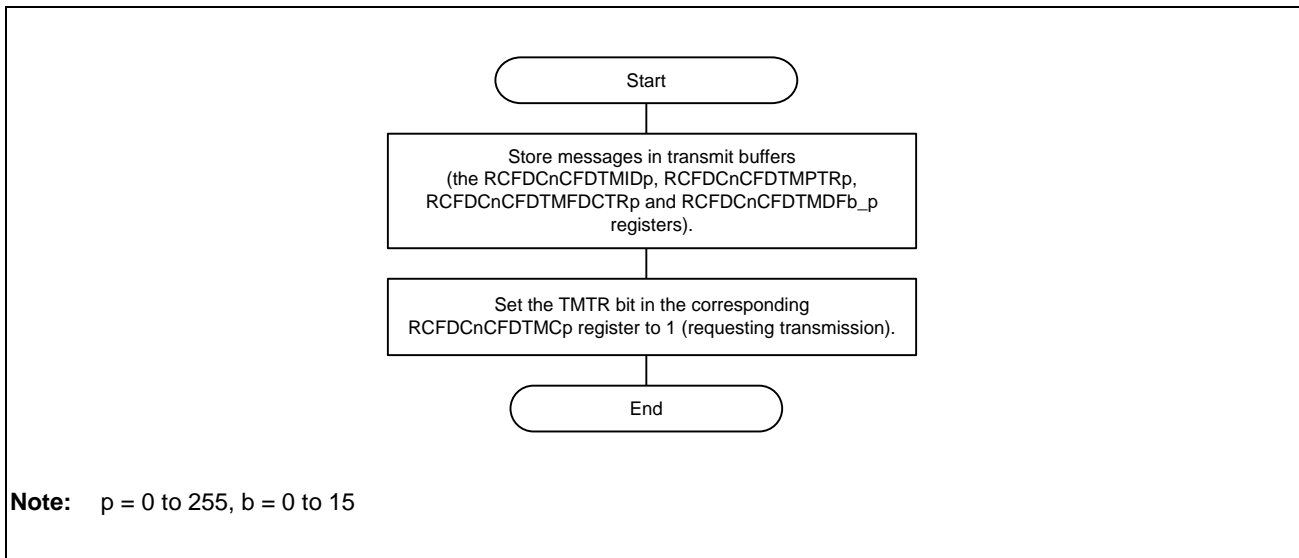 Start
Store messages in transmit buffers
(the RCFDCnCFDTMIDp, RCFDCnCFDTMPTRp,
RCFDCnCFDTMFDCTRp and RCFDCnCFDTMDFb_p
registers).
Set the TMTR bit in the corresponding
RCFDCnCFDTMCp register to 1 (requesting transmission).
End
Note: p = 0 to 255, b = 0 to 15